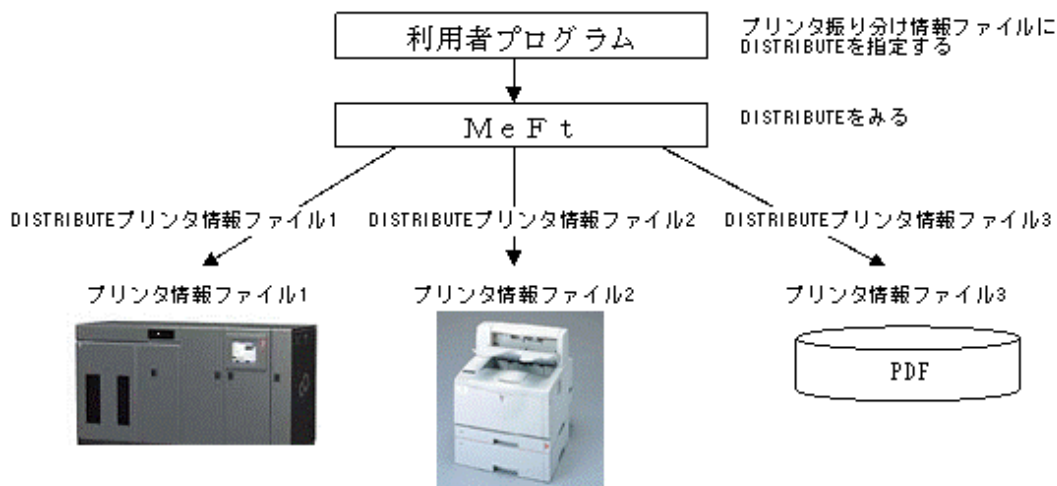 利用者プログラム
プリンタ振り分け情報ファイルに
DISTRIBUTEを指定する
ＭｅＦｔ
DISTRIBUTEをみる
DISTRIBUTEプリンタ情報ファイル1
DISTRIBUTEプリンタ情報ファイル2
DISTRIBUTEプリンタ情報ファイル3
プリンタ情報ファイル1
プリンタ情報ファイル2
プリンタ情報ファイル3
PDF